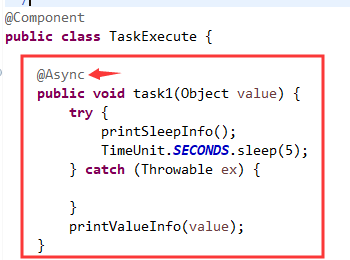 @Component
public class TaskExecute {
@Async
public void task1(Object value) {
try {
printSleepInfo();
TimeUnit.SECONDS.sleep(5);
} catch (Throwable ex) {
}
printValueInfo(value);
}